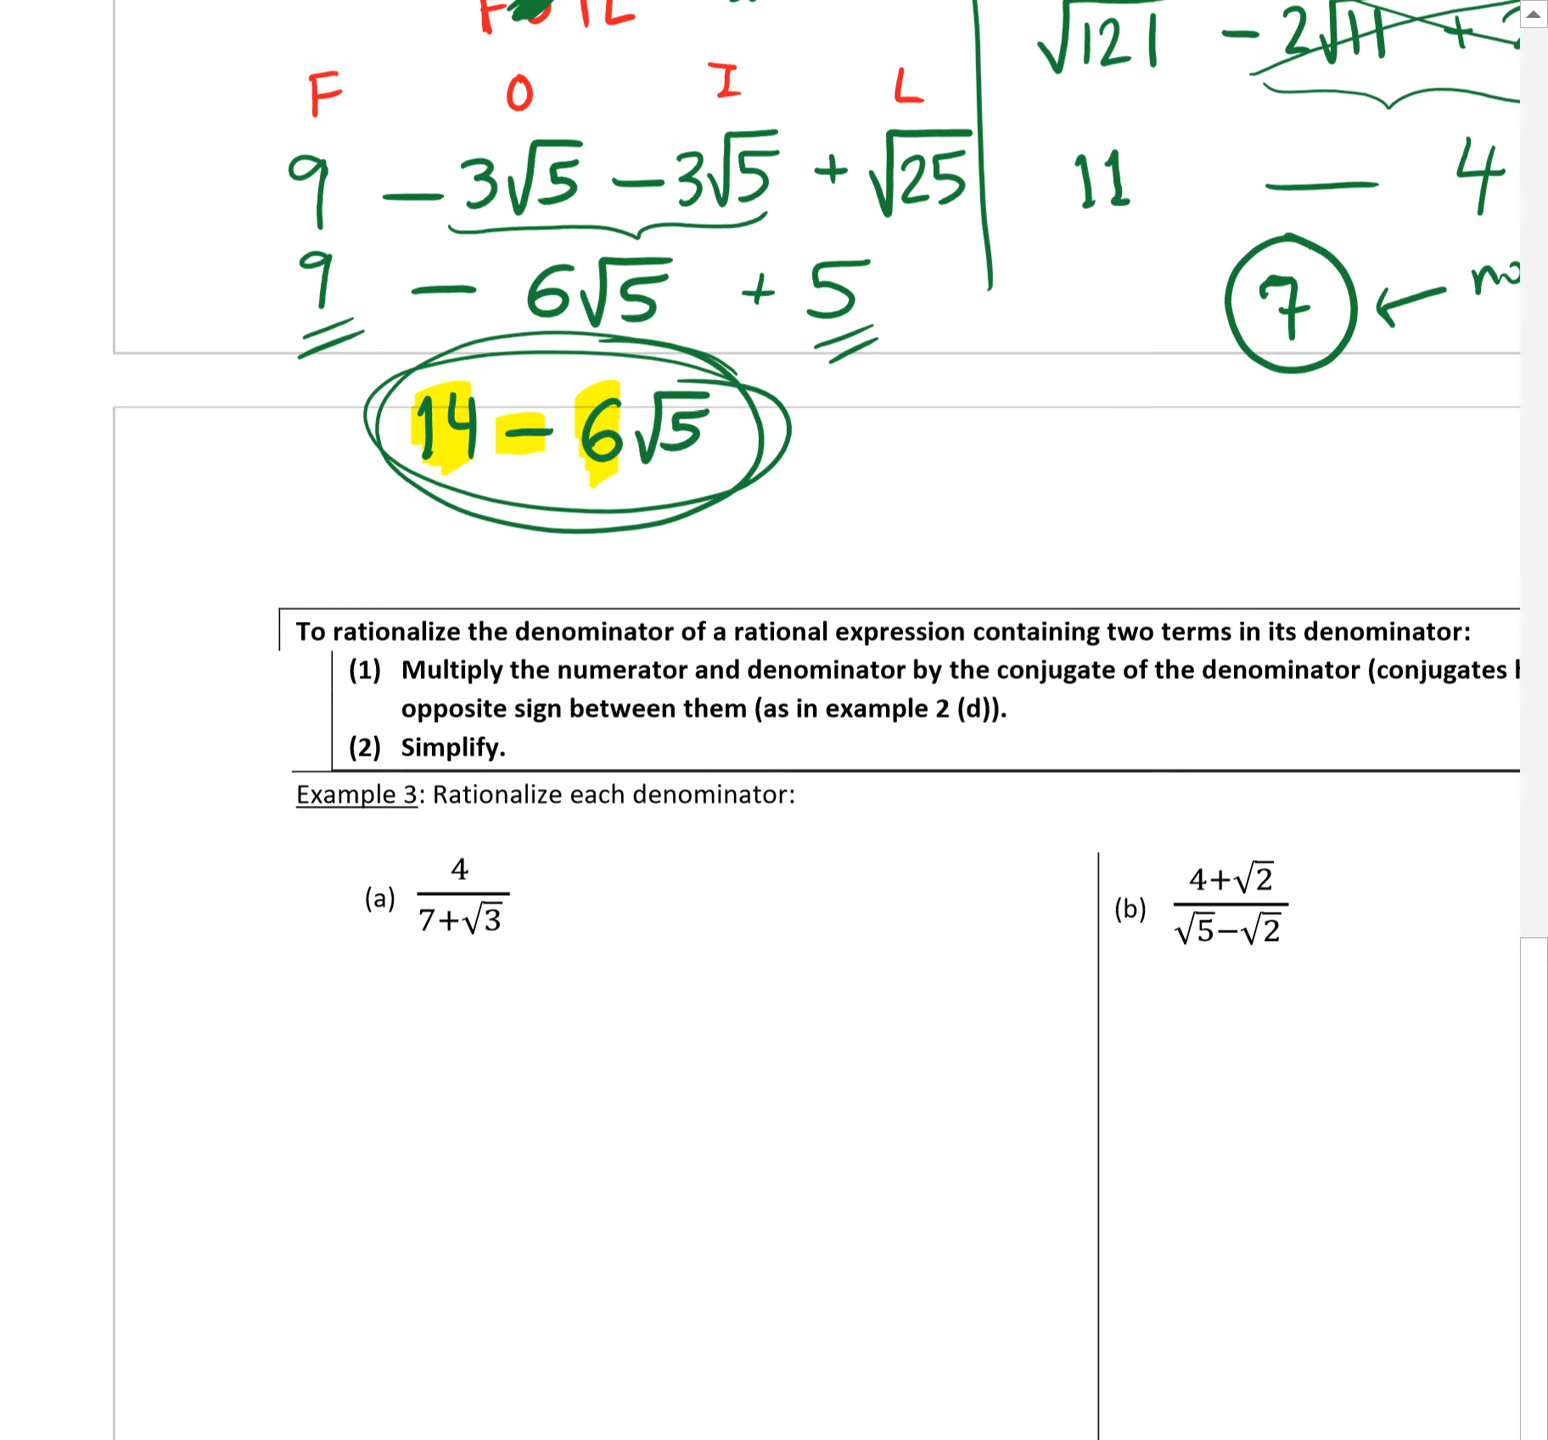 F O I L
9 − 3√5 − 3√5 + √25
9 − 6√5 + 5
14 − 6√5
√121 − 2√11 +
11 — 4
7 ←
To rationalize the denominator of a rational expression containing two terms in its denominator:
(1) Multiply the numerator and denominator by the conjugate of the denominator (conjugates
opposite sign between them (as in example 2 (d)).
(2) Simplify.
Example 3: Rationalize each denominator:
(a) 4/(7+√3)
(b) (4+√2)/(√5−√2)